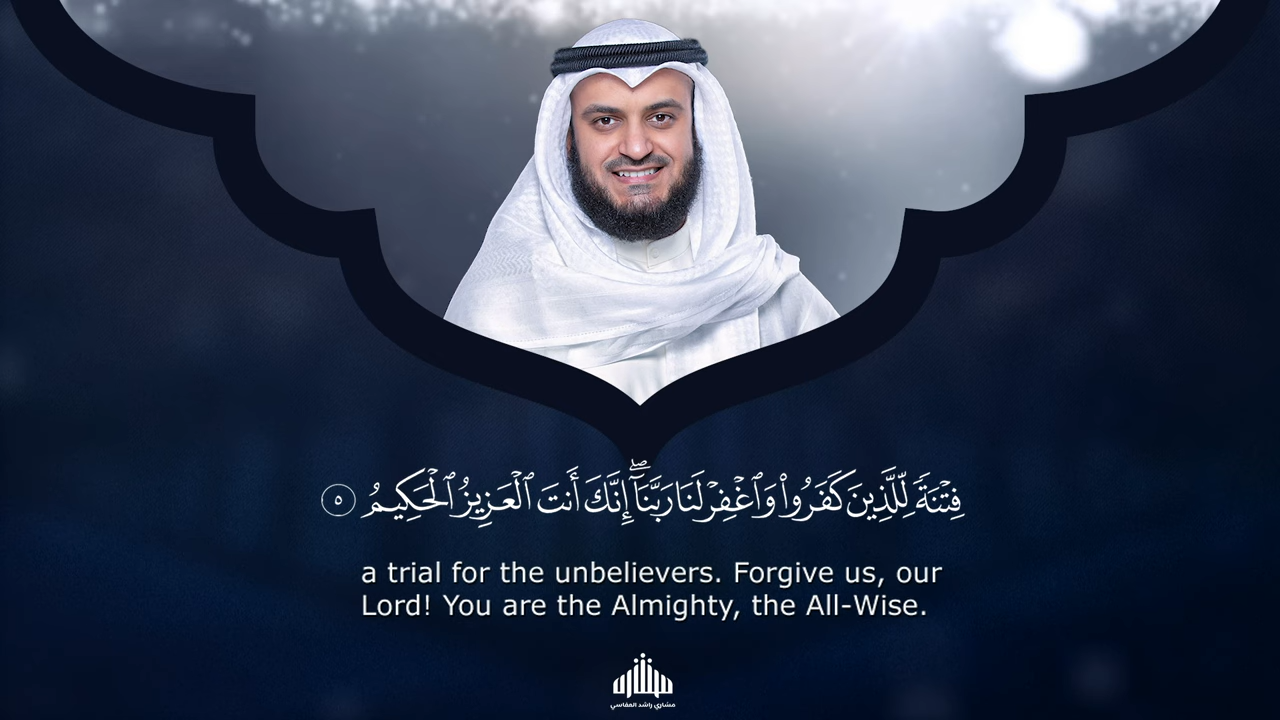 فِتْنَةً لِّلَّذِينَ كَفَرُوا۟ وَٱغْفِرْ لَنَا رَبَّنَآ ۖ إِنَّكَ أَنتَ ٱلْعَزِيزُ ٱلْحَكِيمُ ٥
a trial for the unbelievers. Forgive us, our
Lord! You are the Almighty, the All-Wise.
مشاري راشد العفاسي